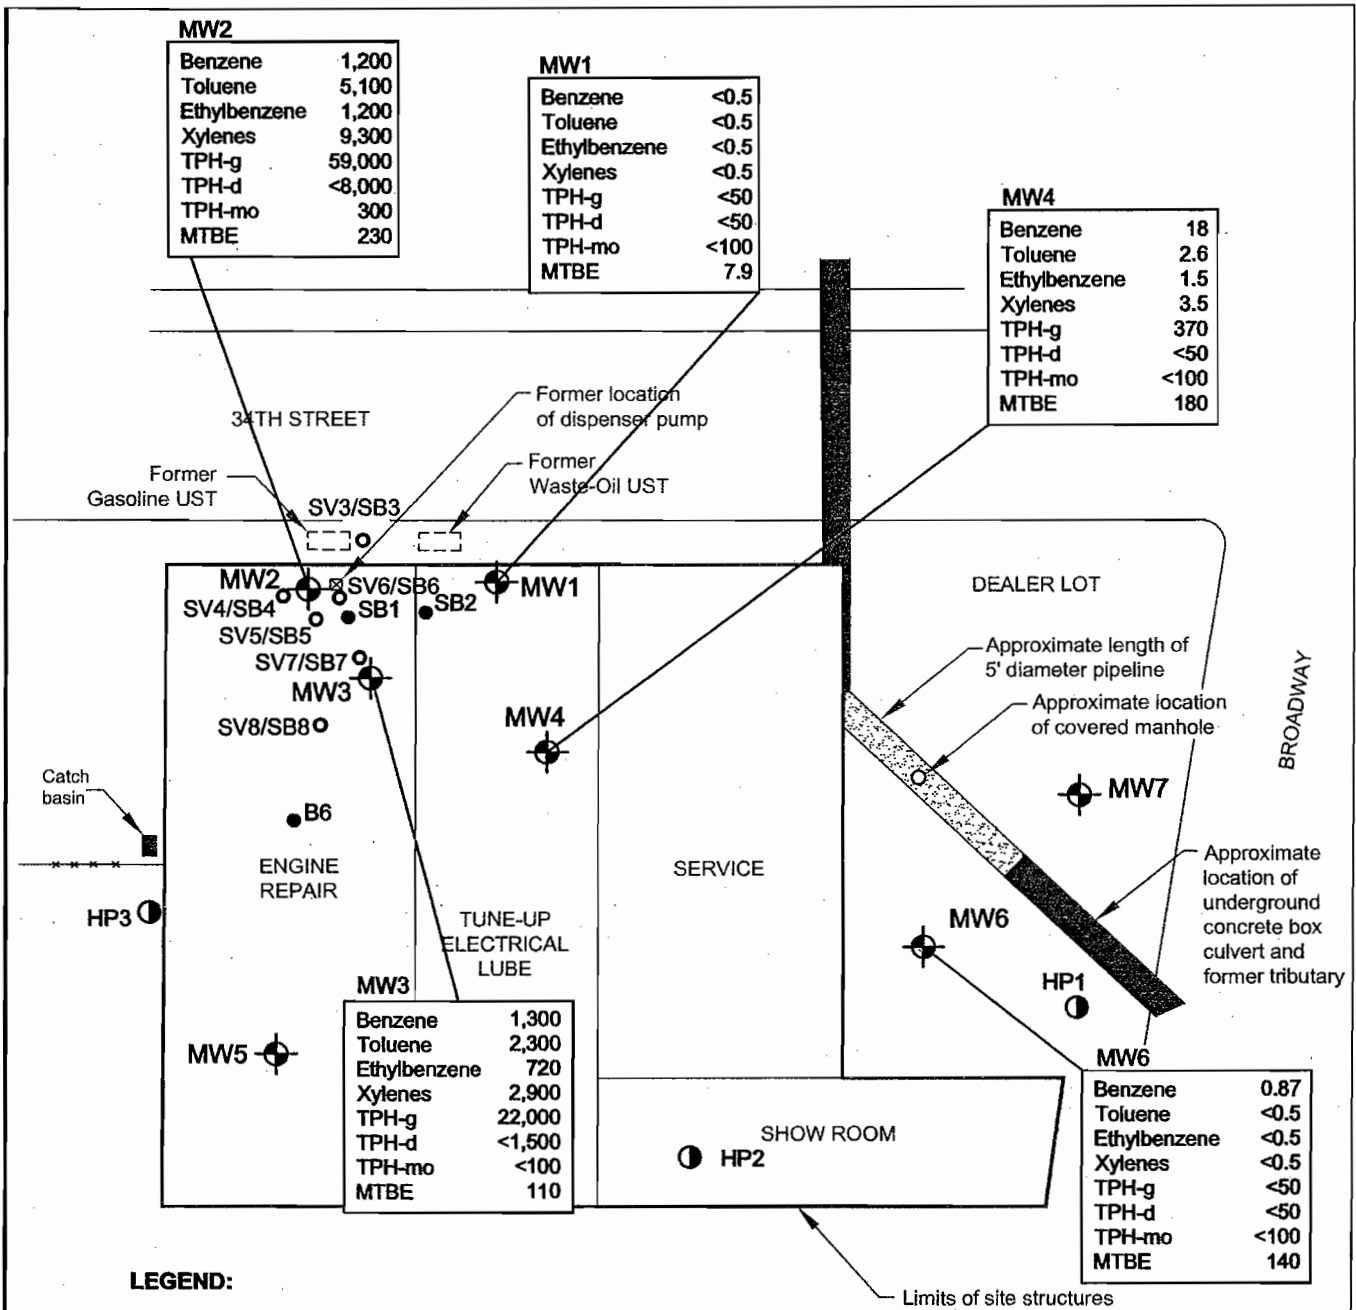 MW2
Benzene 1,200
Toluene 5,100
Ethylbenzene 1,200
Xylenes 9,300
TPH-g 59,000
TPH-d <8,000
TPH-mo 300
MTBE 230
MW1
Benzene <0.5
Toluene <0.5
Ethylbenzene <0.5
Xylenes <0.5
TPH-g <50
TPH-d <50
TPH-mo <100
MTBE 7.9
MW4
Benzene 18
Toluene 2.6
Ethylbenzene 1.5
Xylenes 3.5
TPH-g 370
TPH-d <50
TPH-mo <100
MTBE 180
34TH STREET
Former location
of dispenser pump
Former
Gasoline UST
Former
Waste-Oil UST
SV3/SB3
MW2
SV6/SB6
MW1
SV4/SB4
SB1
SB2
SV5/SB5
SV7/SB7
MW3
SV8/SB8
MW4
DEALER LOT
Approximate length of
5' diameter pipeline
Approximate location
of covered manhole
BROADWAY
MW7
Catch
basin
B6
ENGINE
REPAIR
SERVICE
Approximate
location of
underground
concrete box
culvert and
former tributary
HP3
TUNE-UP
ELECTRICAL
LUBE
MW6
HP1
MW5
MW3
Benzene 1,300
Toluene 2,300
Ethylbenzene 720
Xylenes 2,900
TPH-g 22,000
TPH-d <1,500
TPH-mo <100
MTBE 110
SHOW ROOM
HP2
MW6
Benzene 0.87
Toluene <0.5
Ethylbenzene <0.5
Xylenes <0.5
TPH-g <50
TPH-d <50
TPH-mo <100
MTBE 140
LEGEND:
Limits of site structures